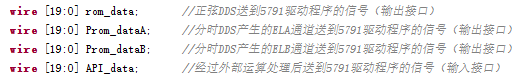 wire [19:0] rom_data;        //正弦DDS送到5791驱动程序的信号（输出接口）
wire [19:0] Prom_dataA;      //分时DDS产生的ELA通道送到5791驱动程序的信号（输出接口）
wire [19:0] Prom_dataB;      //分时DDS产生的ELB通道送到5791驱动程序的信号（输出接口）
wire [19:0] API_data;        //经过外部运算处理后送到5791驱动程序的信号（输入接口）